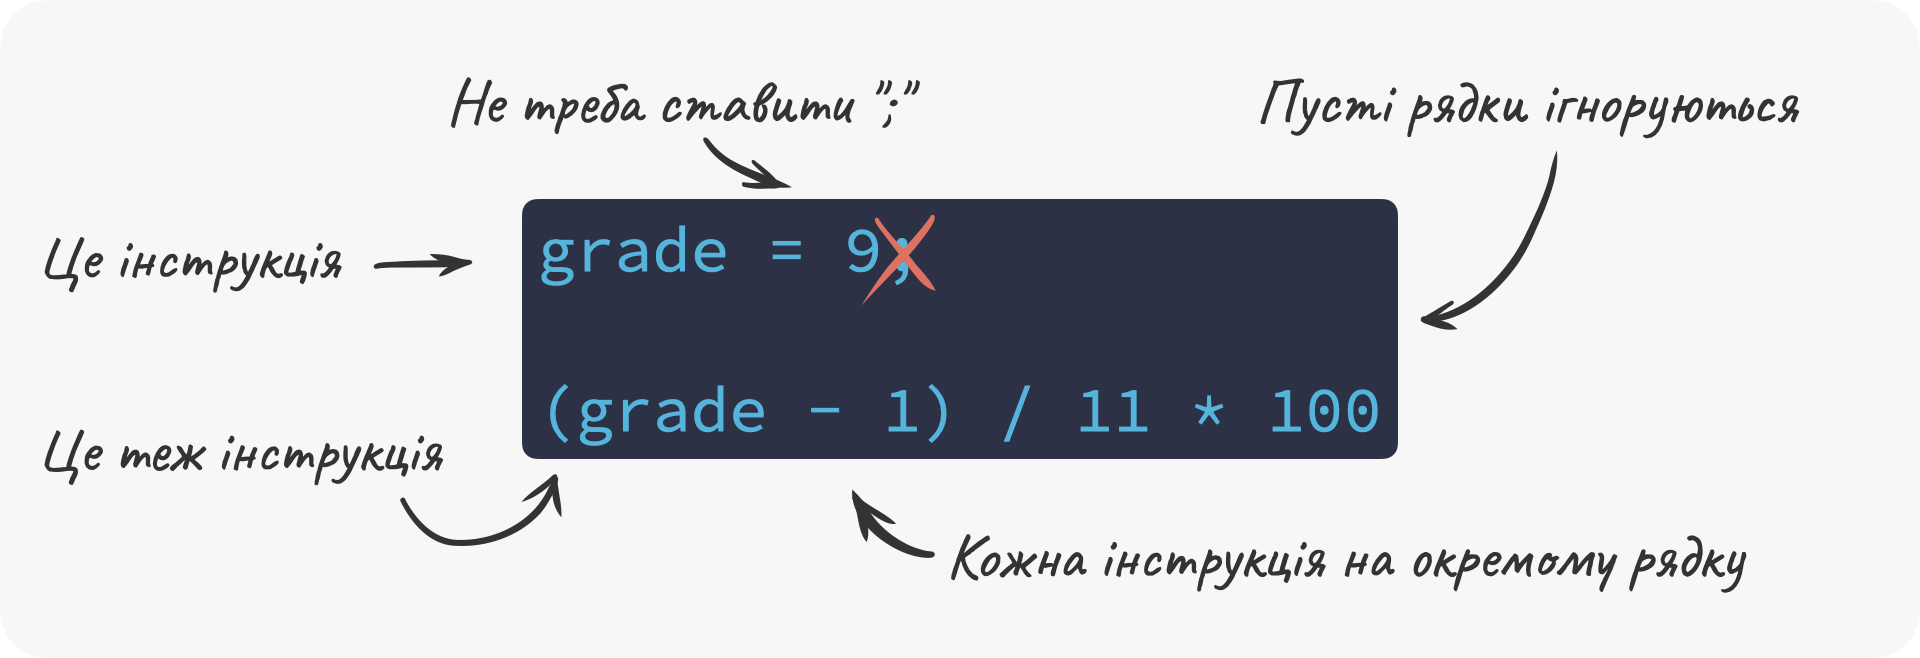 Не треба ставити ";"
Пусті рядки ігноруються
Це інструкція
grade = 9;
(grade - 1) / 11 * 100
Це теж інструкція
Кожна інструкція на окремому рядку